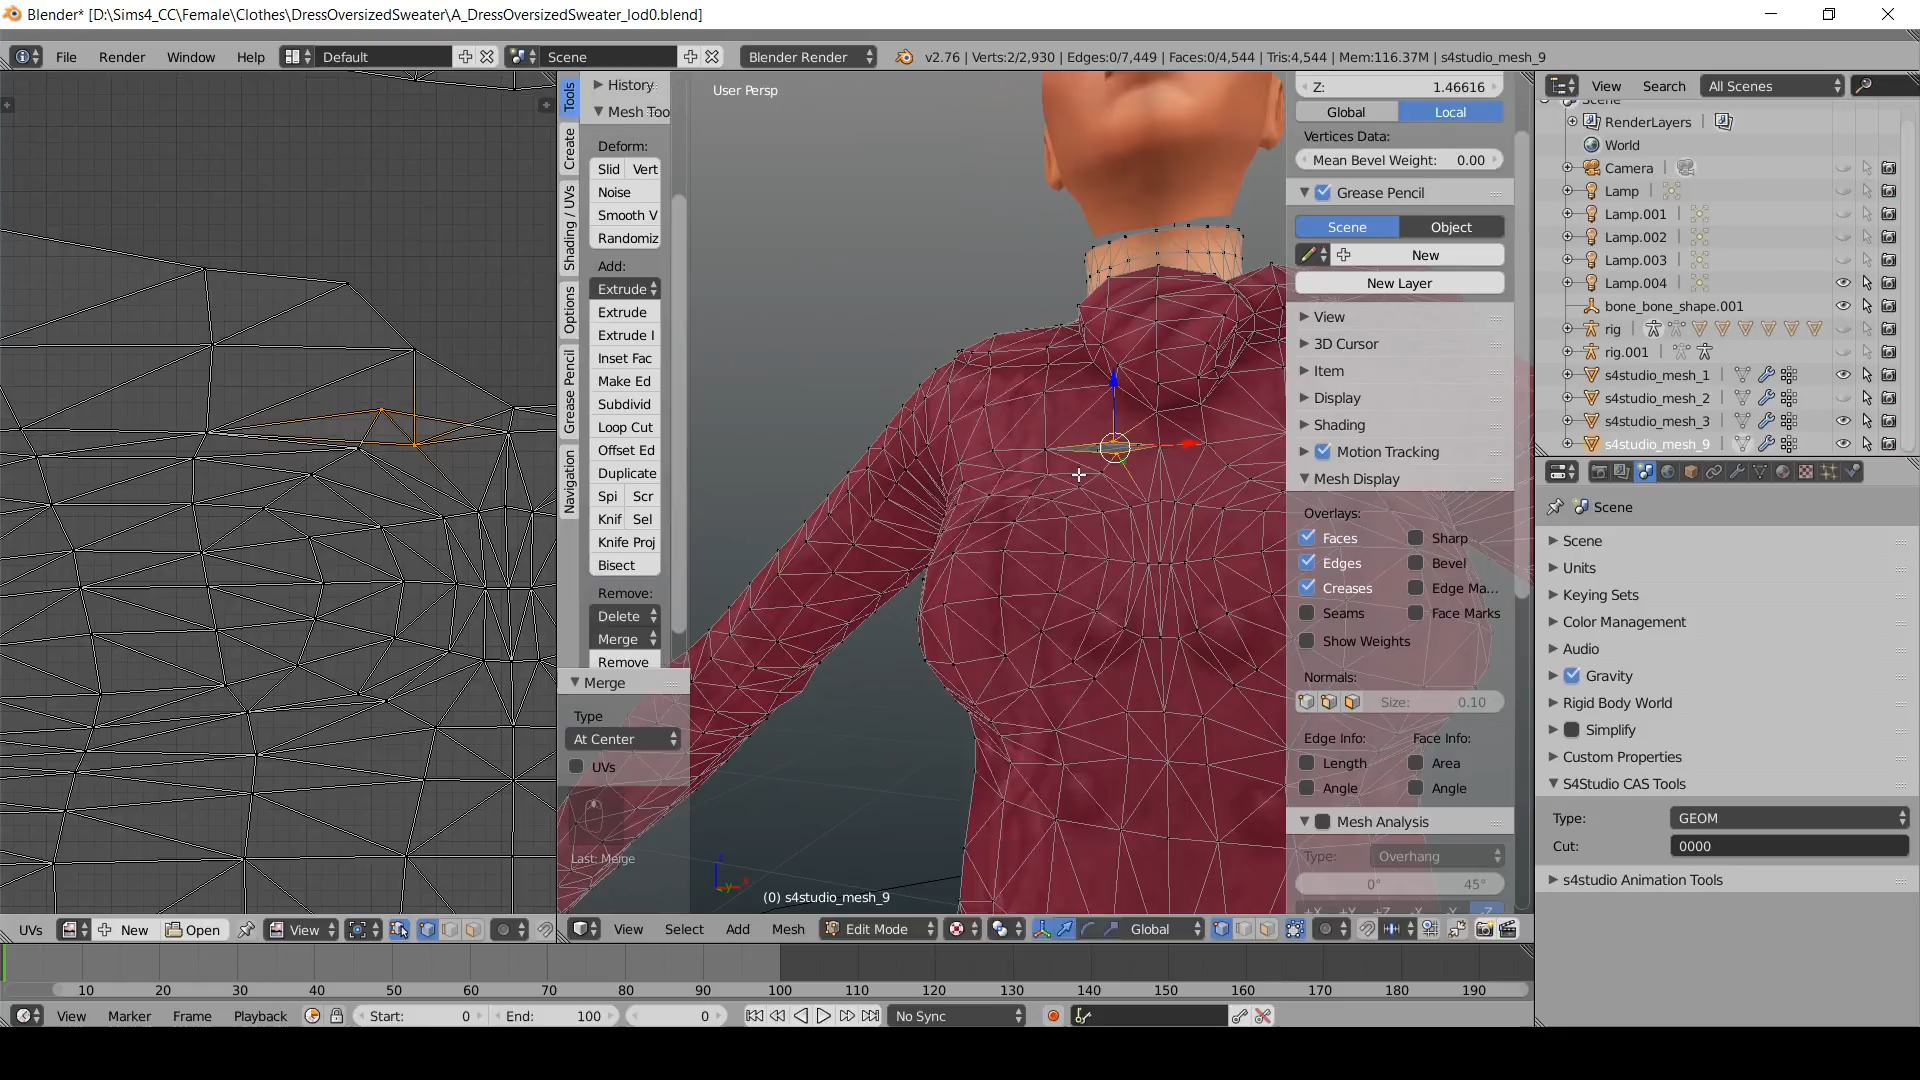 Blender* [D:\Sims4_CC\Female\Clothes\DressOversizedSweater\A_DressOversizedSweater_lod0.blend]
File Render Window Help Default Scene Blender Render v2.76 | Verts:2/2,930 | Edges:0/7,449 | Faces:0/4,544 | Tris:4,544 | Mem:116.37M | s4studio_mesh_9
Tools
Create
Shading / UVs
Options
Grease Pencil
Navigation
History
Mesh Too
Deform:
Slid Vert
Noise
Smooth V
Randomiz
Add:
Extrude
Extrude
Extrude I
Inset Fac
Make Ed
Subdivid
Loop Cut
Offset Ed
Duplicate
Spi Scr
Knif Sel
Knife Proj
Bisect
Remove:
Delete
Merge
Remove
Merge
Type
At Center
UVs
Last: Merge
User Persp
(0) s4studio_mesh_9
Z: 1.46616
Global Local
Vertices Data:
Mean Bevel Weight: 0.00
Grease Pencil
Scene Object
New
New Layer
View
3D Cursor
Item
Display
Shading
Motion Tracking
Mesh Display
Overlays:
Faces Sharp
Edges Bevel
Creases Edge Ma...
Seams Face Marks
Show Weights
Normals:
Size: 0.10
Edge Info: Face Info:
Length Area
Angle Angle
Mesh Analysis
Type: Overhang
0° 45°
View Search All Scenes
Scene
RenderLayers
World
Camera
Lamp
Lamp.001
Lamp.002
Lamp.003
Lamp.004
bone_bone_shape.001
rig
rig.001
s4studio_mesh_1
s4studio_mesh_2
s4studio_mesh_3
s4studio_mesh_9
Scene
Scene
Units
Keying Sets
Color Management
Audio
Gravity
Rigid Body World
Simplify
Custom Properties
S4Studio CAS Tools
Type: GEOM
Cut: 0000
s4studio Animation Tools
UVs New Open View
View Select Add Mesh Edit Mode Global
10 20 30 40 50 60 70 80 90 100 110 120 130 140 150 160 170 180 190
View Marker Frame Playback Start: 0 End: 100 0 No Sync